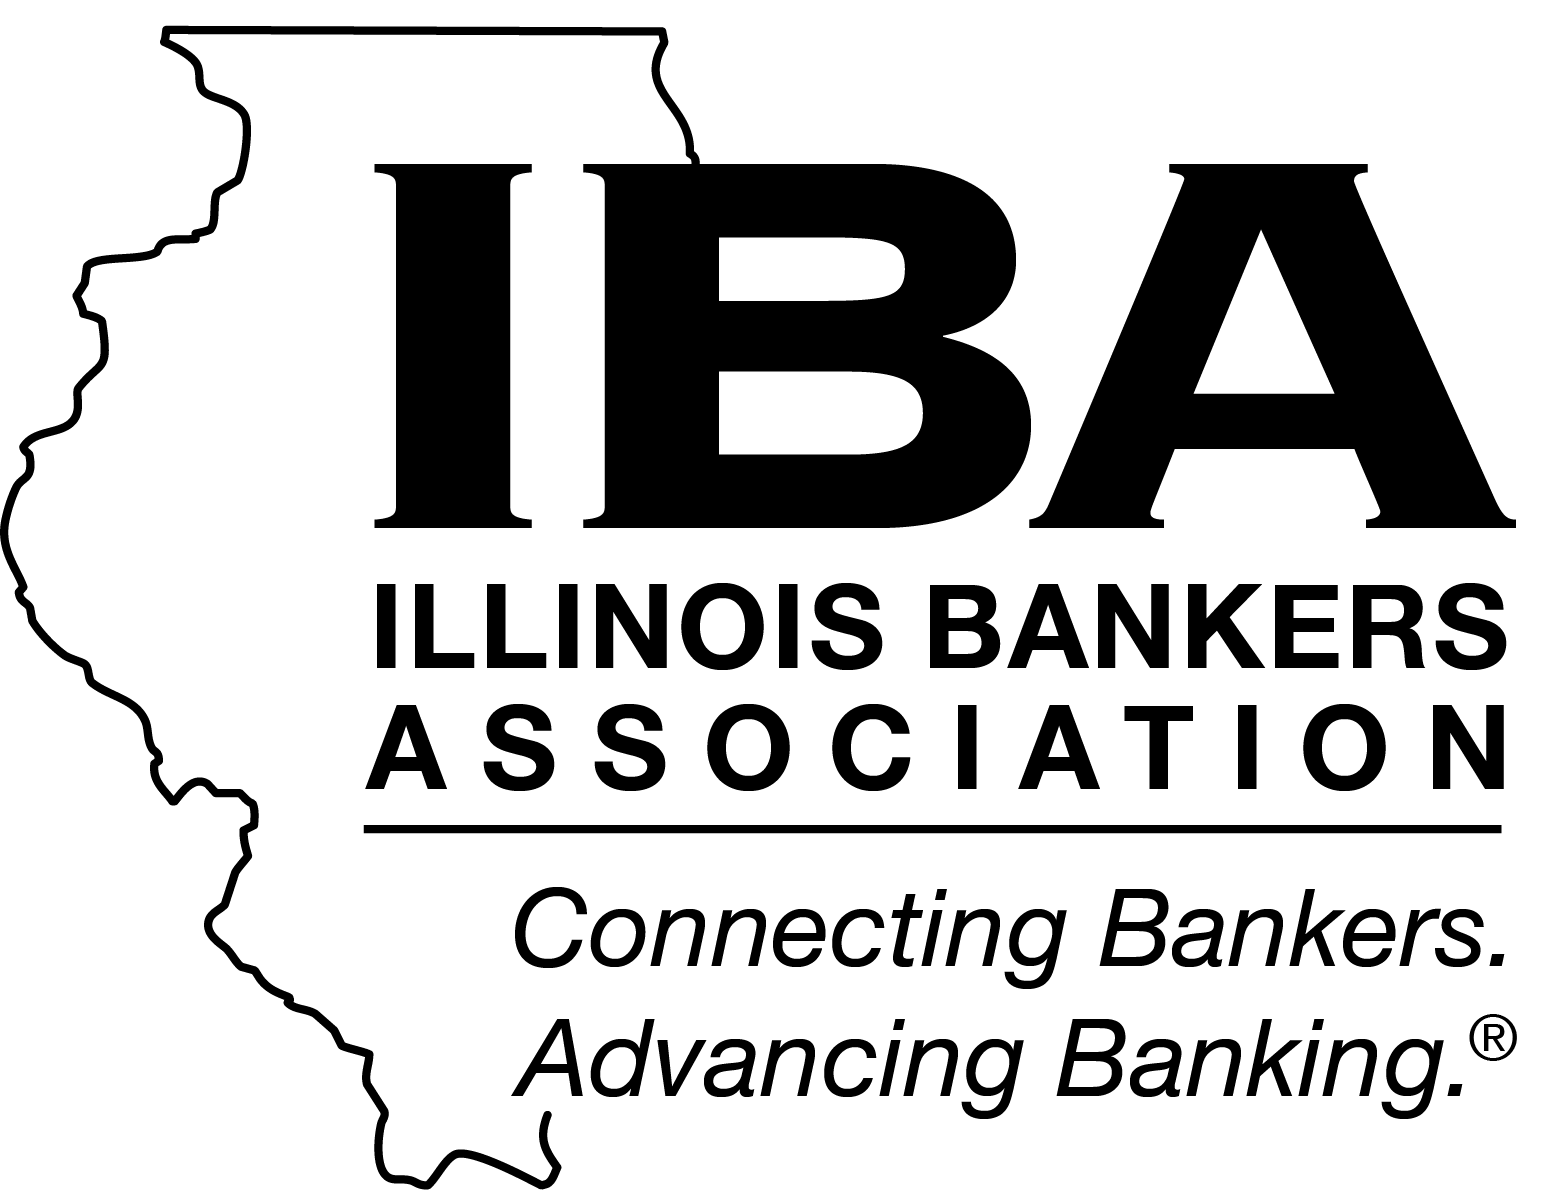 IBA
ILLINOIS BANKERS
ASSOCIATION
Connecting Bankers.
Advancing Banking.®